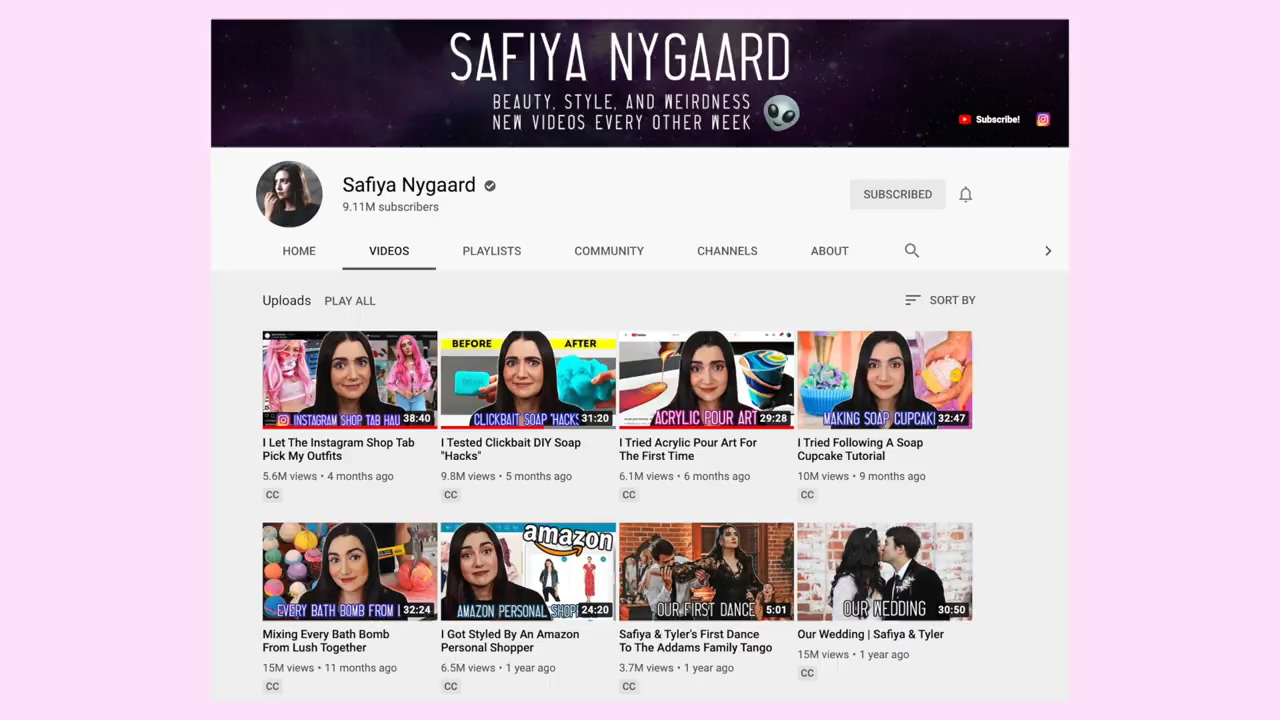 SAFIYA NYGAARD
BEAUTY, STYLE, AND WEIRDNESS
NEW VIDEOS EVERY OTHER WEEK
Subscribe!
Safiya Nygaard
9.11M subscribers
SUBSCRIBED
HOME VIDEOS PLAYLISTS COMMUNITY CHANNELS ABOUT
Uploads PLAY ALL SORT BY
INSTAGRAM SHOP TAB HAU 38:40
BEFORE AFTER
CLICKBAIT SOAP "HACKS 31:20
ACRYLIC POUR ART 29:28
MAKING SOAP CUPCAKE 32:47
I Let The Instagram Shop Tab
Pick My Outfits
5.6M views • 4 months ago
CC
I Tested Clickbait DIY Soap
"Hacks"
9.8M views • 5 months ago
CC
I Tried Acrylic Pour Art For
The First Time
6.1M views • 6 months ago
CC
I Tried Following A Soap
Cupcake Tutorial
10M views • 9 months ago
CC
EVERY BATH BOMB FROM L 32:24
amazon
AMAZON PERSONAL SHOPP 24:20
OUR FIRST DANCE 5:01
OUR WEDDING 30:50
Mixing Every Bath Bomb
From Lush Together
15M views • 11 months ago
CC
I Got Styled By An Amazon
Personal Shopper
6.5M views • 1 year ago
CC
Safiya & Tyler's First Dance
To The Addams Family Tango
3.7M views • 1 year ago
CC
Our Wedding | Safiya & Tyler
15M views • 1 year ago
CC